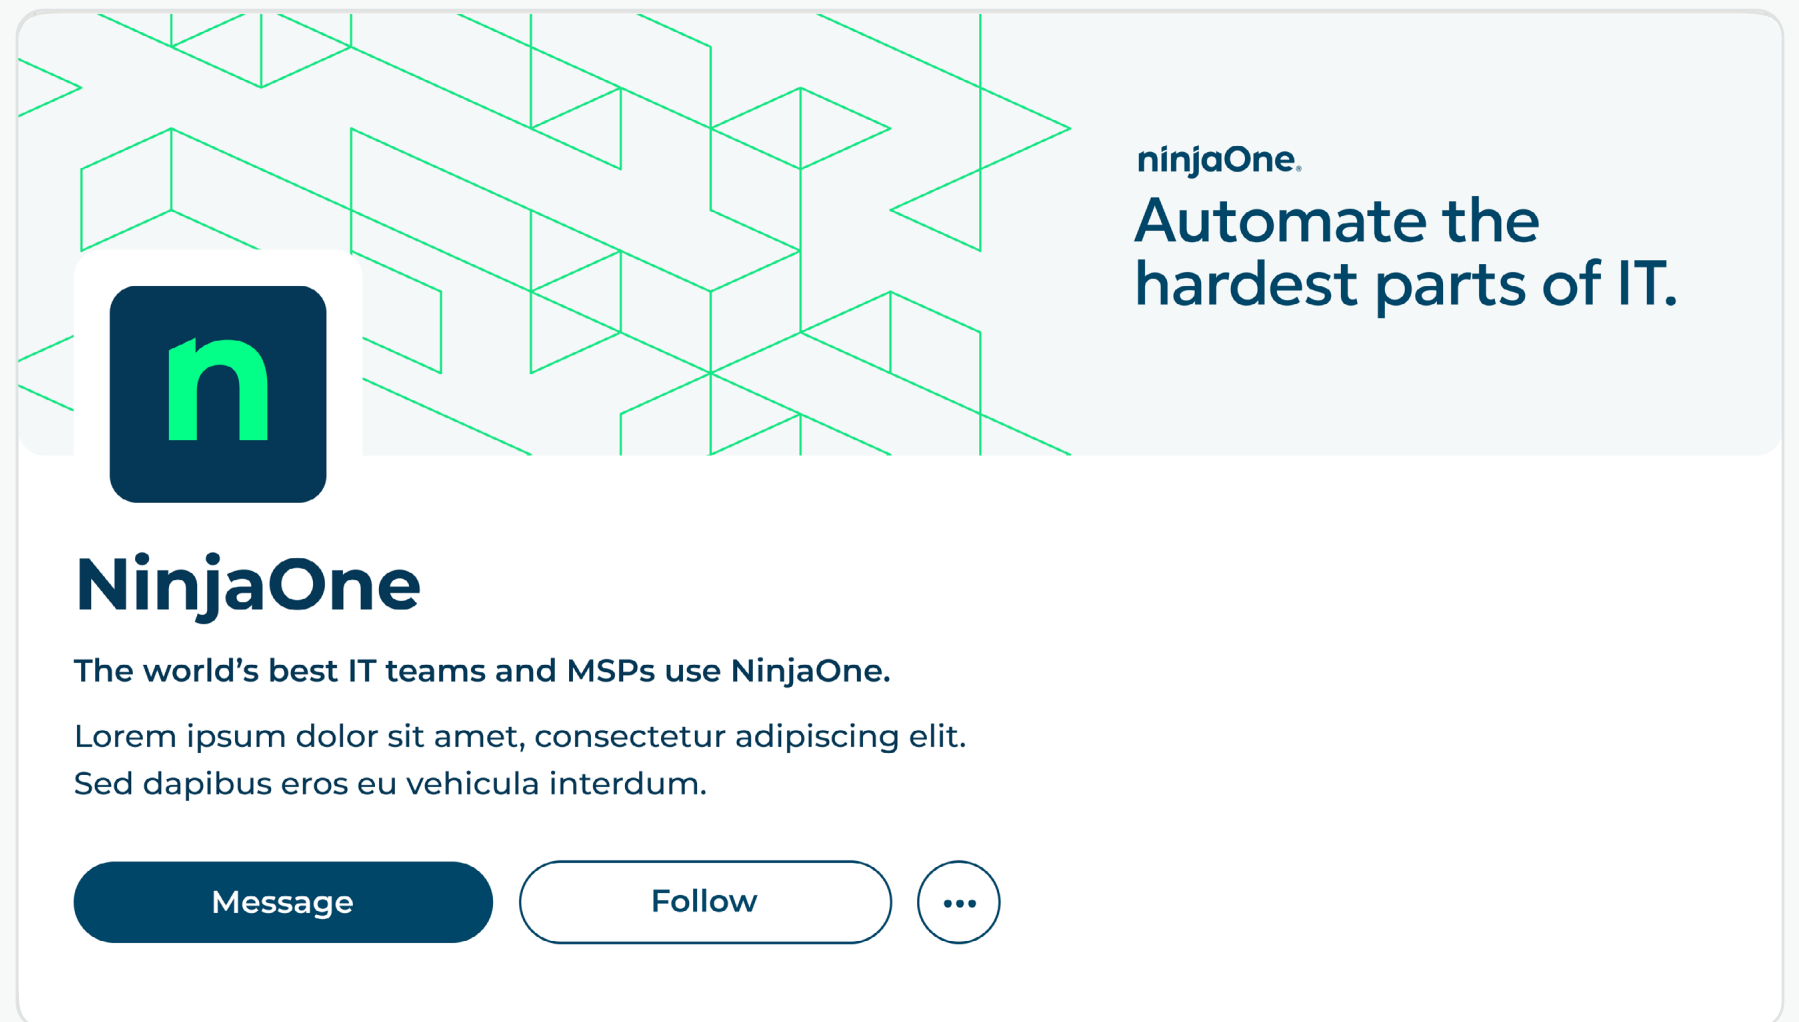 ninjaOne®
Automate the
hardest parts of IT.
n
NinjaOne
The world’s best IT teams and MSPs use NinjaOne.
Lorem ipsum dolor sit amet, consectetur adipiscing elit.
Sed dapibus eros eu vehicula interdum.
Message
Follow